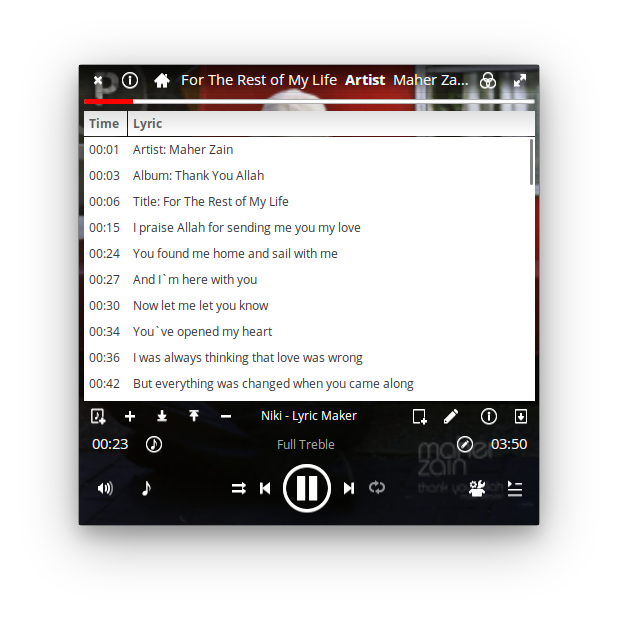 For The Rest of My Life Artist Maher Za...
Time Lyric
00:01 Artist: Maher Zain
00:03 Album: Thank You Allah
00:06 Title: For The Rest of My Life
00:15 I praise Allah for sending me you my love
00:24 You found me home and sail with me
00:27 And I`m here with you
00:30 Now let me let you know
00:34 You`ve opened my heart
00:36 I was always thinking that love was wrong
00:42 But everything was changed when you came along
Niki - Lyric Maker
00:23 Full Treble 03:50
maher
zain
thank you